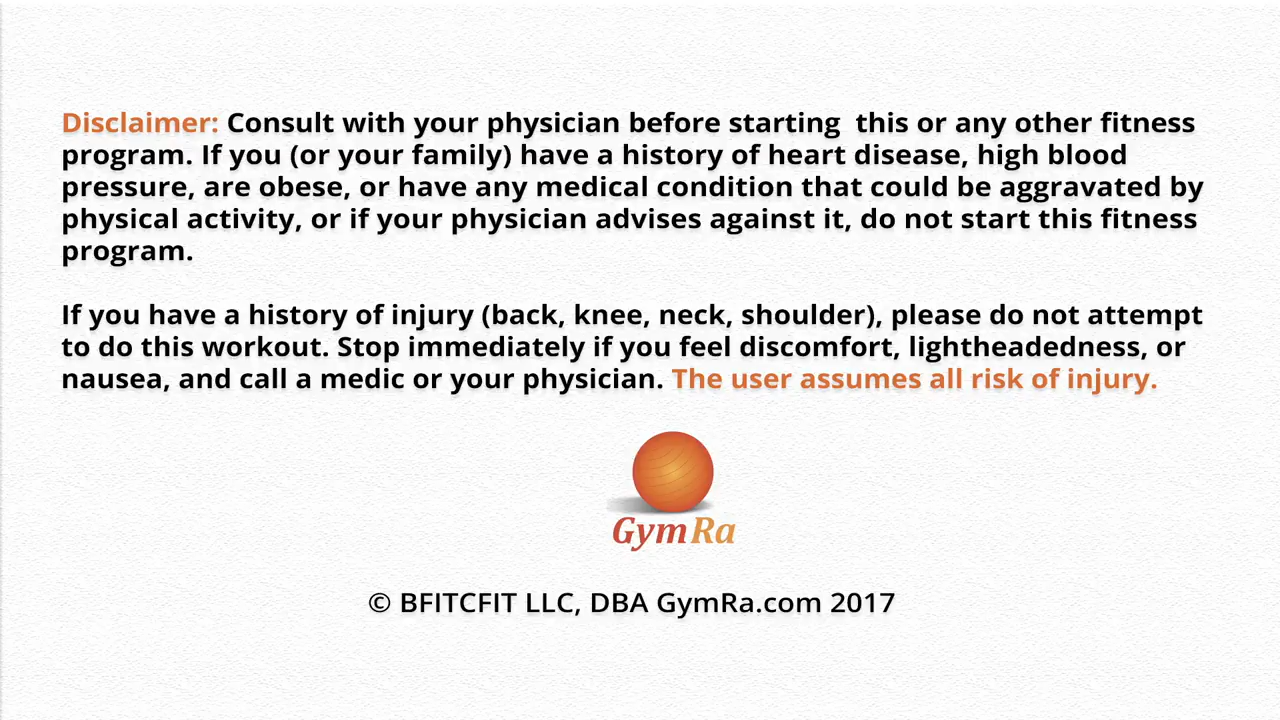 Disclaimer: Consult with your physician before starting  this or any other fitness
program. If you (or your family) have a history of heart disease, high blood
pressure, are obese, or have any medical condition that could be aggravated by
physical activity, or if your physician advises against it, do not start this fitness
program.
If you have a history of injury (back, knee, neck, shoulder), please do not attempt
to do this workout. Stop immediately if you feel discomfort, lightheadedness, or
nausea, and call a medic or your physician. The user assumes all risk of injury.
GymRa
© BFITCFIT LLC, DBA GymRa.com 2017